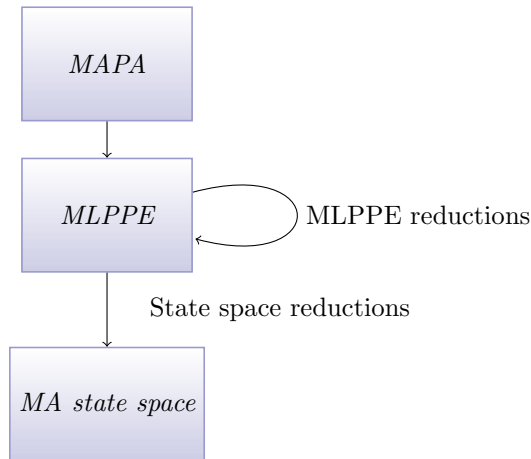 MAPA
MLPPE
MLPPE reductions
State space reductions
MA state space